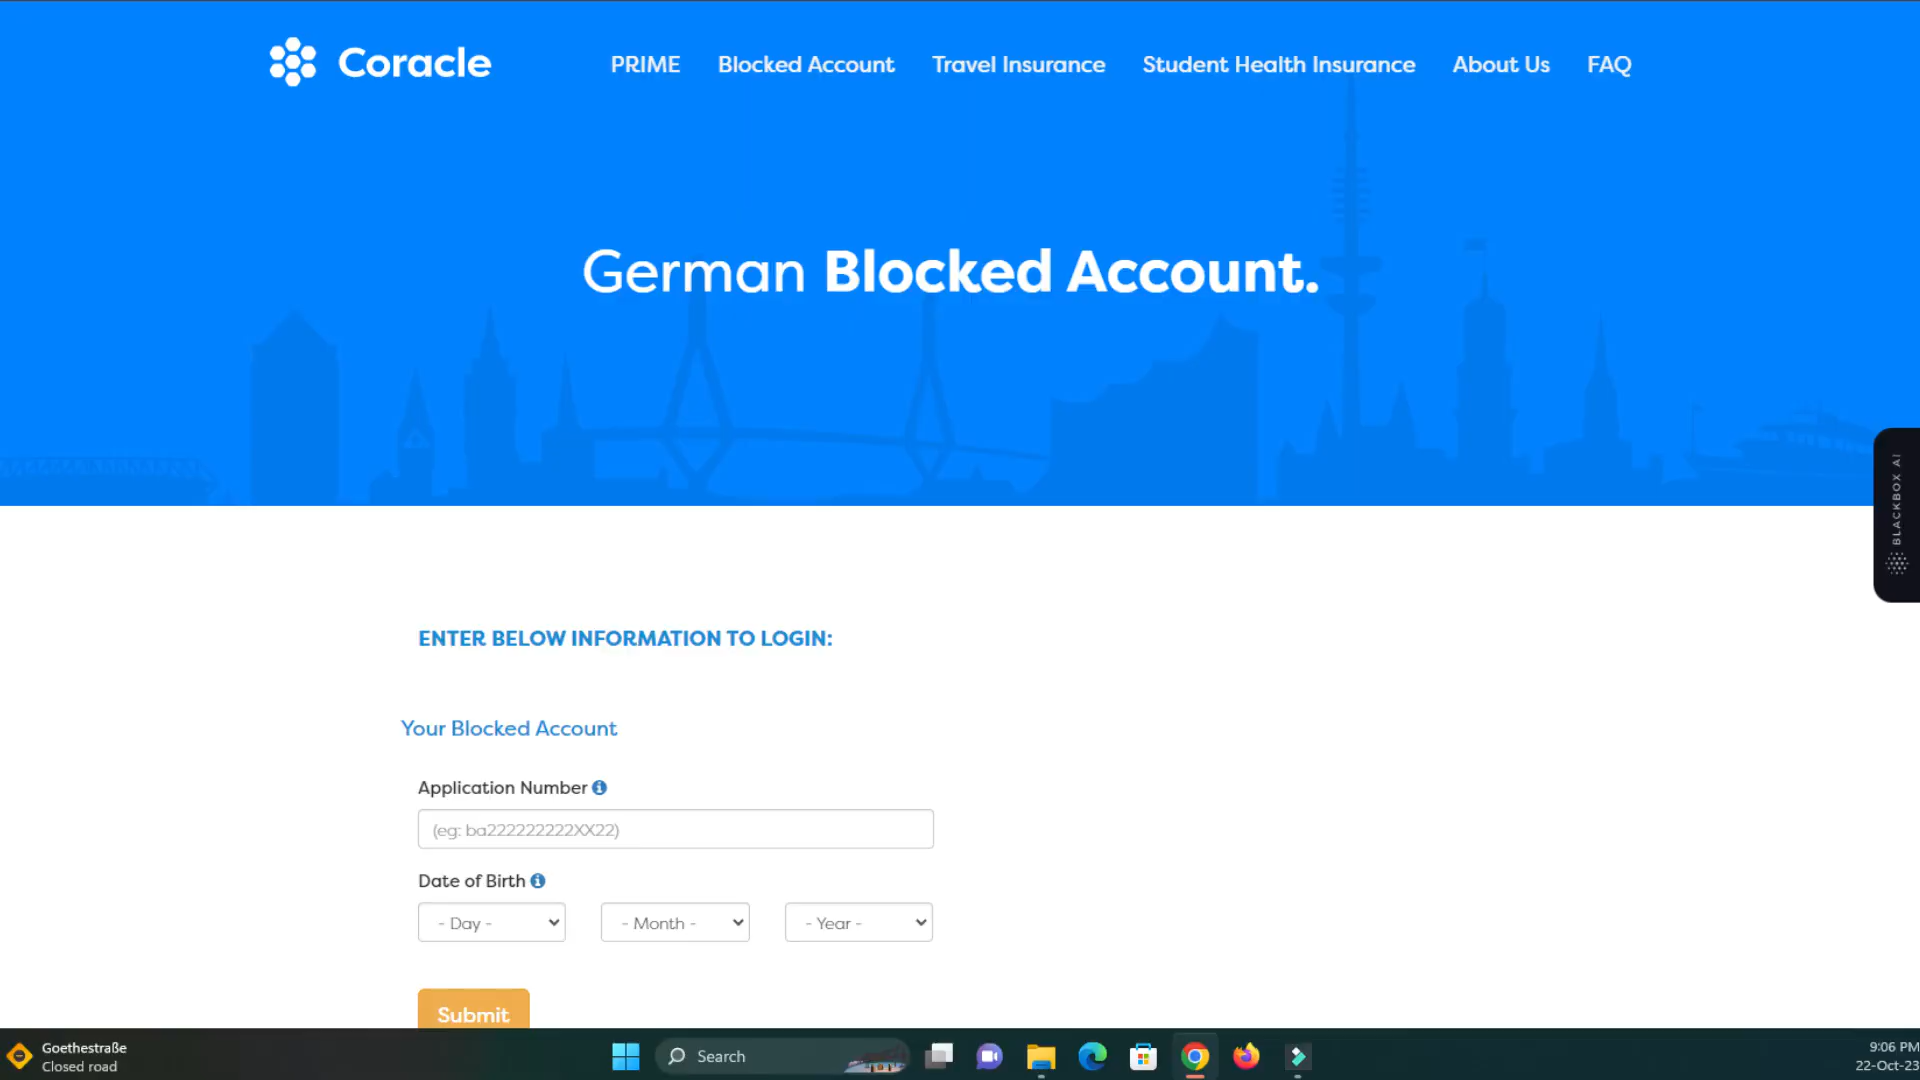 Coracle
PRIME
Blocked Account
Travel Insurance
Student Health Insurance
About Us
FAQ
German Blocked Account.
BLACKBOX AI
ENTER BELOW INFORMATION TO LOGIN:
Your Blocked Account
Application Number
(eg: ba222222222XX22)
Date of Birth
- Day -
- Month -
- Year -
Submit
Goethestraße
Closed road
Search
9:06 PM
22-Oct-23